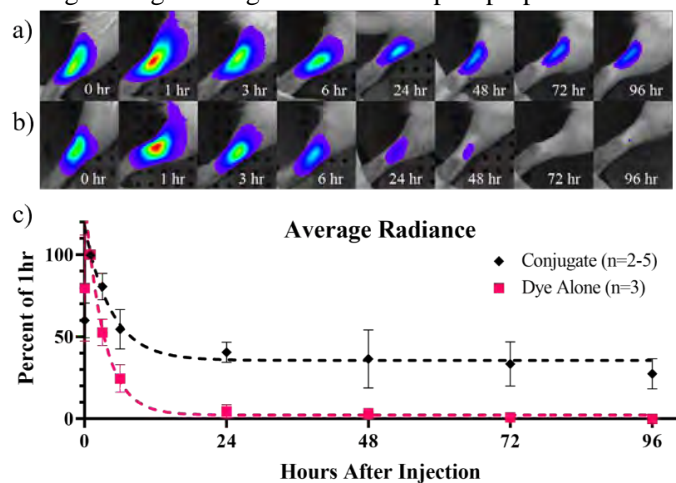 a)
0 hr 1 hr 3 hr 6 hr 24 hr 48 hr 72 hr 96 hr
b)
0 hr 1 hr 3 hr 6 hr 24 hr 48 hr 72 hr 96 hr
c)
Average Radiance
Conjugate (n=2-5)
Dye Alone (n=3)
Percent of 1hr
100
50
0
0 24 48 72 96
Hours After Injection